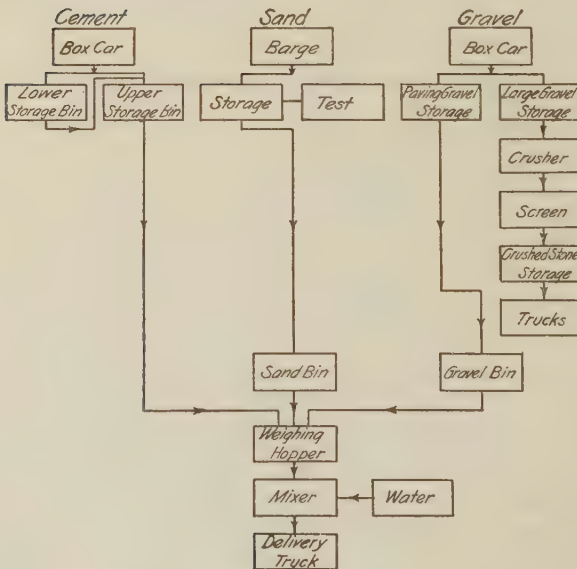 Cement
Sand
Gravel
Box Car
Barge
Box Car
Lower
Storage Bin
Upper
Storage Bin
Storage
Test
Paving Gravel
Storage
Large Gravel
Storage
Crusher
Screen
Crushed Stone
Storage
Trucks
Sand Bin
Gravel Bin
Weighing
Hopper
Mixer
Water
Delivery
Truck